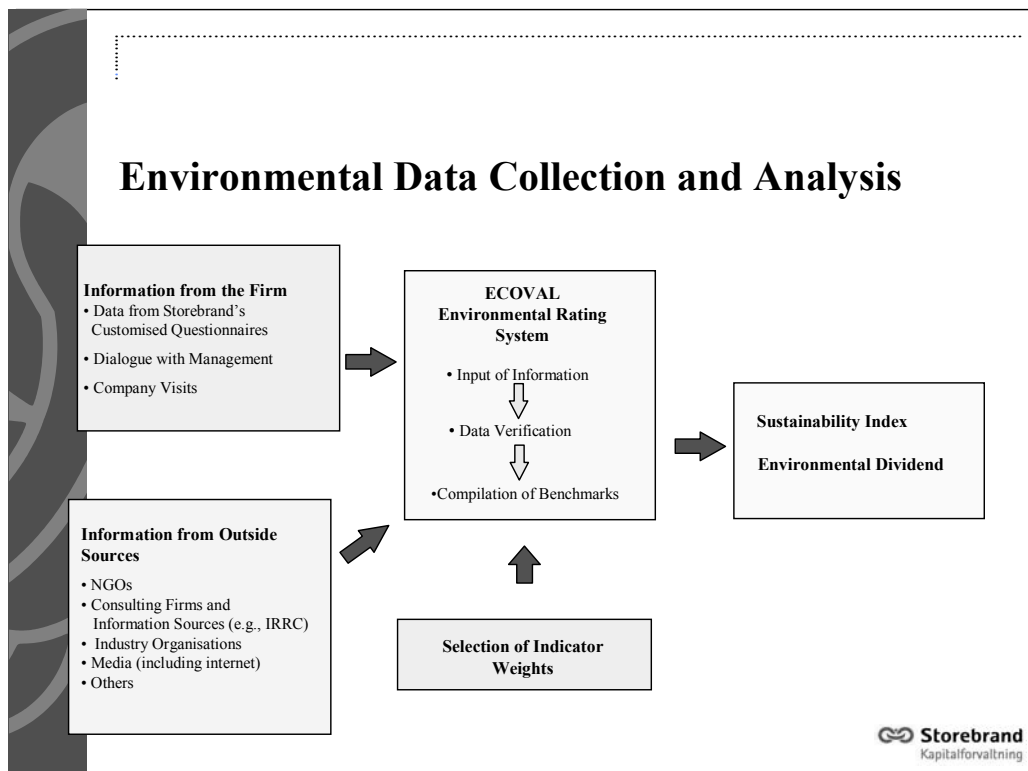 Environmental Data Collection and Analysis
Information from the Firm
• Data from Storebrand’s
Customised Questionnaires
• Dialogue with Management
• Company Visits
Information from Outside
Sources
• NGOs
• Consulting Firms and
Information Sources (e.g., IRRC)
• Industry Organisations
• Media (including internet)
• Others
ECOVAL
Environmental Rating
System
• Input of Information
• Data Verification
•Compilation of Benchmarks
Selection of Indicator
Weights
Sustainability Index
Environmental Dividend
Storebrand
Kapitalforvaltning